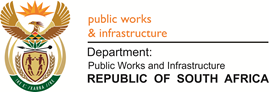 public works
& infrastructure
Department:
Public Works and Infrastructure
REPUBLIC OF SOUTH AFRICA